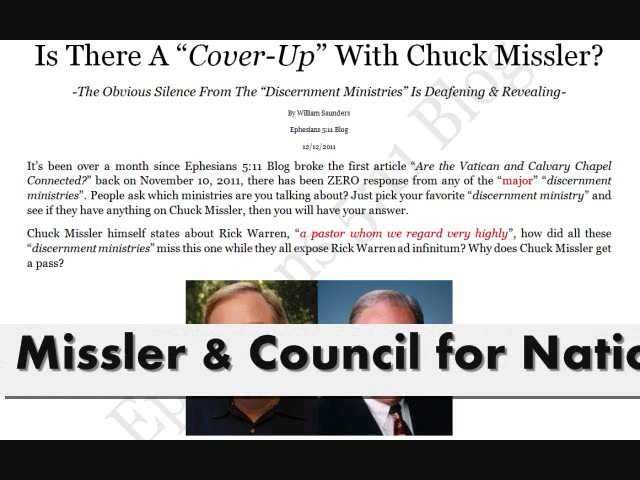 Is There A “Cover-Up” With Chuck Missler?
-The Obvious Silence From The “Discernment Ministries” Is Deafening & Revealing-
By William Saunders
Ephesians 5:11 Blog
12/12/2011
It’s been over a month since Ephesians 5:11 Blog broke the first article “Are the Vatican and Calvary Chapel
Connected?” back on November 10, 2011, there has been ZERO response from any of the “major” “discernment
ministries”. People ask which ministries are you talking about? Just pick your favorite “discernment ministry” and
see if they have anything on Chuck Missler, then you will have your answer.
Chuck Missler himself states about Rick Warren, “a pastor whom we regard very highly”, how did all these
“discernment ministries” miss this one while they all expose Rick Warren ad infinitum? Why does Chuck Missler get
a pass?
Missler & Council for Natio
Ephesians 5:11 Blog